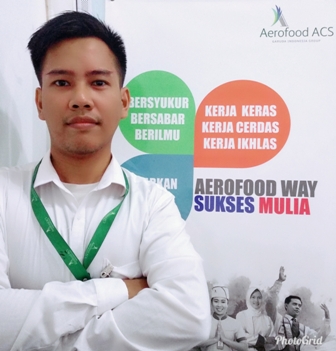 Aerofood ACS
BERSYUKUR
BERSABAR
BERILMU
KERJA KERAS
KERJA CERDAS
KERJA IKHLAS
AEROFOOD WAY
SUKSES MULIA
PhotoGrid